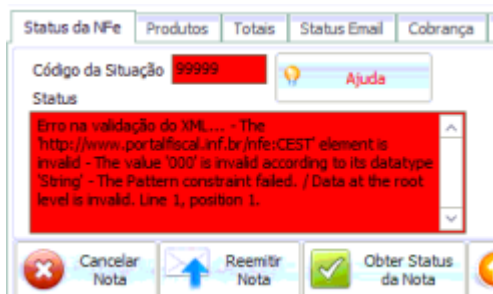 Status da NFe Produtos Totais Status Email Cobrança
Código da Situação 99999 Ajuda
Status
Erro na validação do XML... - The
'http://www.portalfiscal.inf.br/nfe:CEST' element is
invalid - The value '000' is invalid according to its datatype
'String' - The Pattern constraint failed. / Data at the root
level is invalid. Line 1, position 1.
Cancelar Nota
Reemitir Nota
Obter Status da Nota